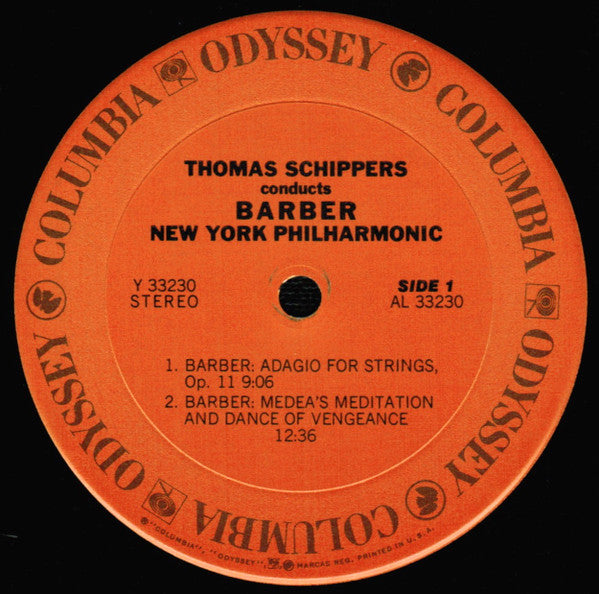 COLUMBIA ODYSSEY COLUMBIA ODYSSEY COLUMBIA ODYSSEY
THOMAS SCHIPPERS
conducts
BARBER
NEW YORK PHILHARMONIC
Y 33230
STEREO
SIDE 1
AL 33230
1. BARBER: ADAGIO FOR STRINGS,
Op. 11 9:06
2. BARBER: MEDEA'S MEDITATION
AND DANCE OF VENGEANCE
12:36
® "COLUMBIA", "ODYSSEY", MARCAS REG. PRINTED IN U.S.A.